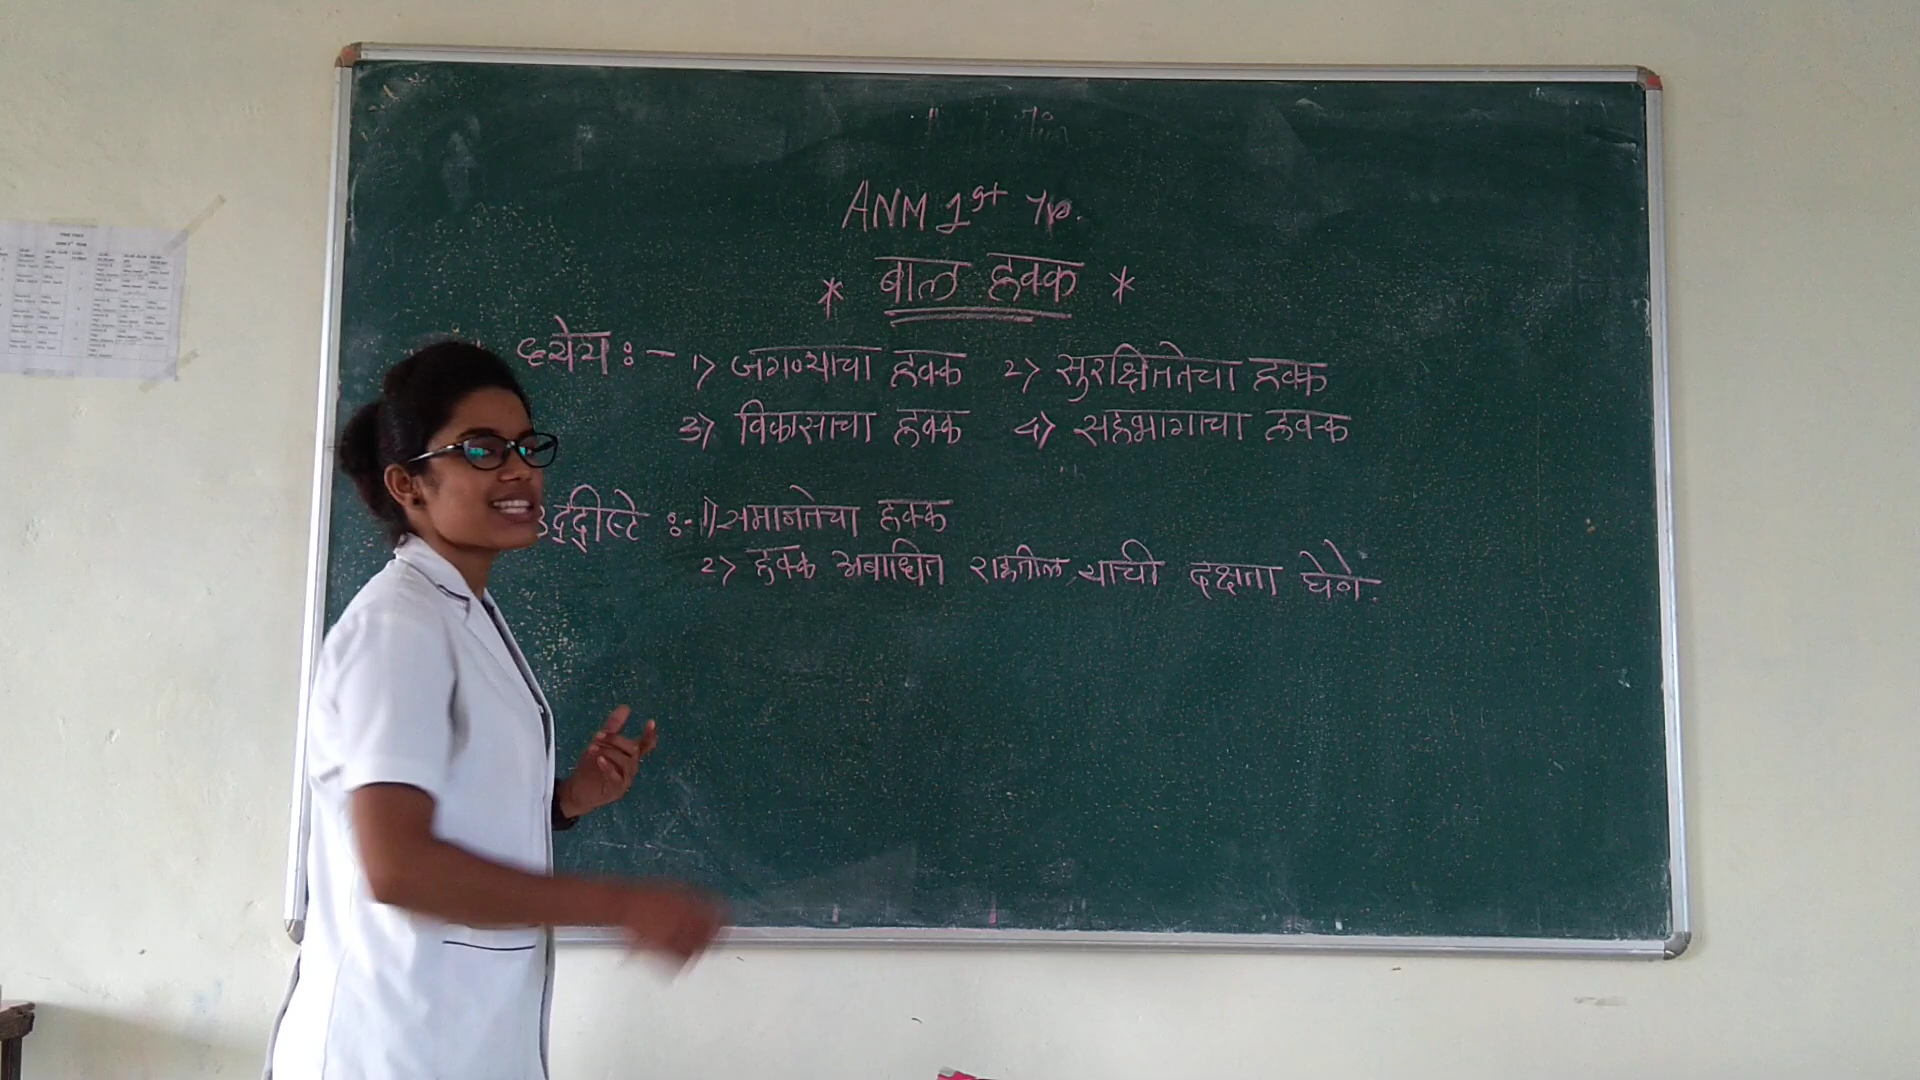 ANM 1st Yr.
* बाल हक्क *
ध्येय :- 1) जगण्याचा हक्क 2) सुरक्षिततेचा हक्क
3) विकासाचा हक्क 4) सहभागाचा हक्क
उद्दीष्टे :- 1) समानतेचा हक्क
2) हक्क अबाधित राहतील याची दक्षता घेणे.